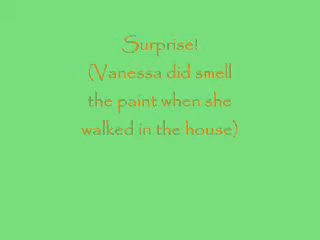 Surprise!
(Vanessa did smell
the paint when she
walked in the house)